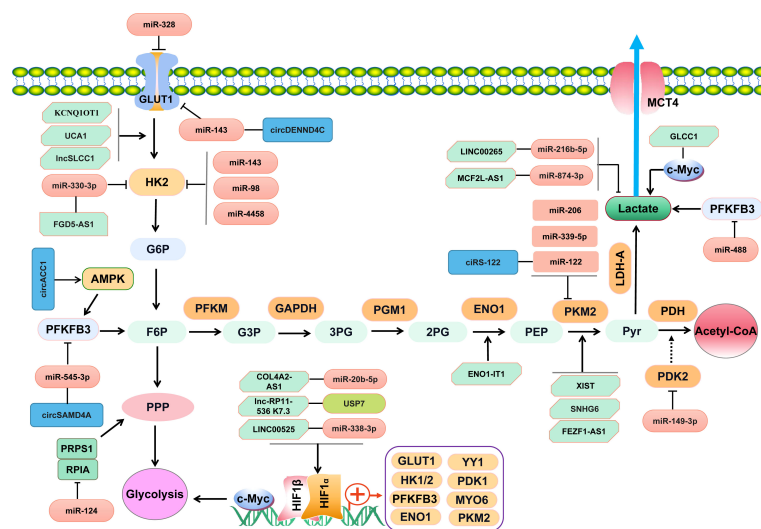 miR-328
GLUT1
MCT4
KCNQ1OT1
UCA1
lncSLCC1
miR-143
circDENND4C
GLCC1
LINC00265
miR-216b-5p
MCF2L-AS1
miR-874-3p
c-Myc
miR-330-3p
HK2
miR-143
miR-98
miR-4458
FGD5-AS1
miR-206
Lactate
PFKFB3
miR-339-5p
miR-488
G6P
ciRS-122
miR-122
LDH-A
circACC1
AMPK
PFKFB3
F6P
PFKM
G3P
GAPDH
3PG
PGM1
2PG
ENO1
PEP
PKM2
Pyr
PDH
Acetyl-CoA
miR-545-3p
circSAMD4A
ENO1-IT1
PDK2
COL4A2-
AS1
miR-20b-5p
lnc-RP11-
536 K7.3
USP7
LINC00525
miR-338-3p
XIST
SNHG6
FEZF1-AS1
miR-149-3p
PPP
PRPS1
RPIA
miR-124
Glycolysis
c-Myc
HIF1β
HIF1α
GLUT1
YY1
HK1/2
PDK1
PFKFB3
MYO6
ENO1
PKM2